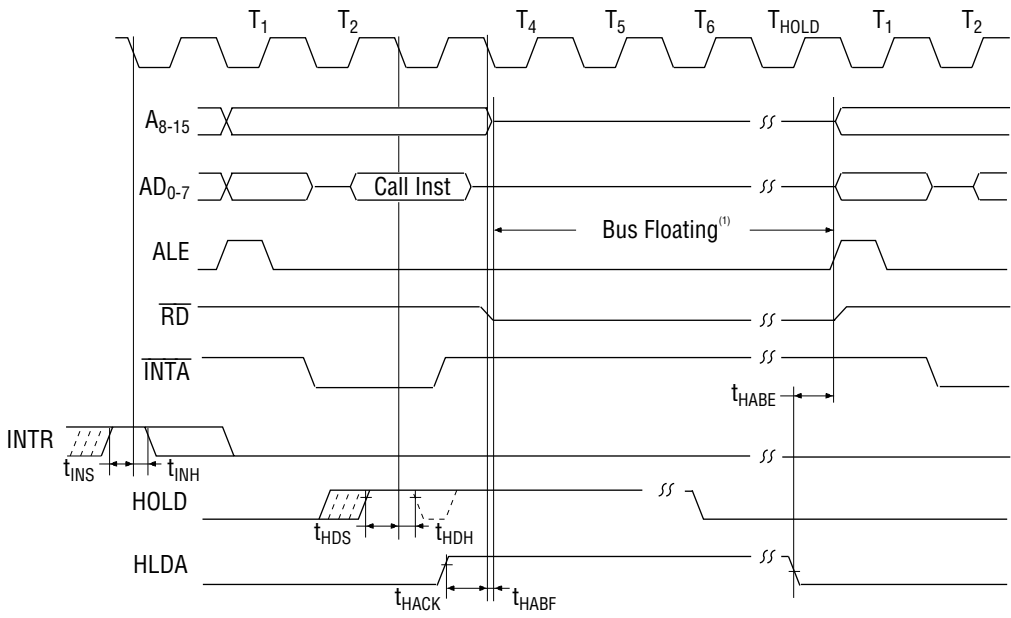 T1 T2 T4 T5 T6 THOLD T1 T2
A8-15
AD0-7 Call Inst
Bus Floating(1)
ALE
RD
INTA
tHABE
INTR
tINS tINH
HOLD
tHDS tHDH
HLDA
tHACK tHABF